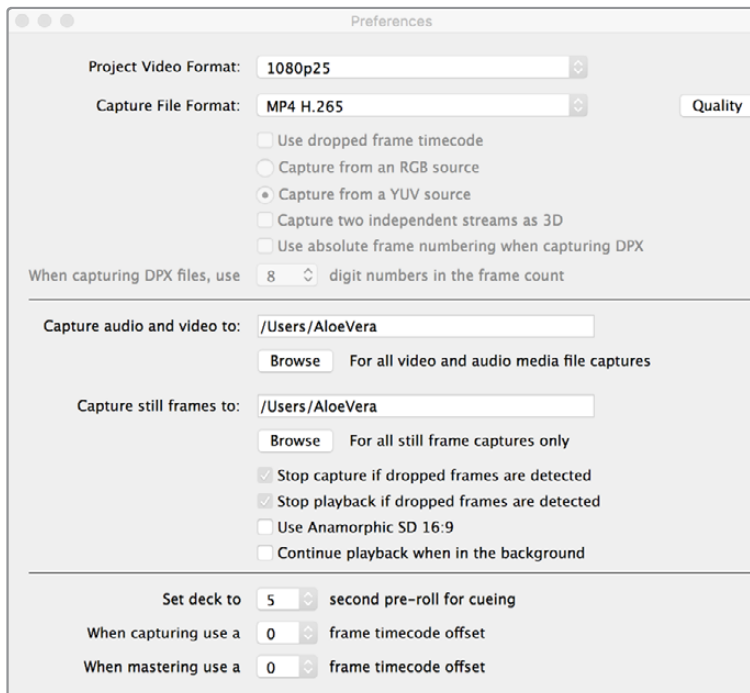 Preferences
Project Video Format: 1080p25
Capture File Format: MP4 H.265 Quality
Use dropped frame timecode
Capture from an RGB source
Capture from a YUV source
Capture two independent streams as 3D
Use absolute frame numbering when capturing DPX
When capturing DPX files, use 8 digit numbers in the frame count
Capture audio and video to: /Users/AloeVera
Browse For all video and audio media file captures
Capture still frames to: /Users/AloeVera
Browse For all still frame captures only
Stop capture if dropped frames are detected
Stop playback if dropped frames are detected
Use Anamorphic SD 16:9
Continue playback when in the background
Set deck to 5 second pre-roll for cueing
When capturing use a 0 frame timecode offset
When mastering use a 0 frame timecode offset